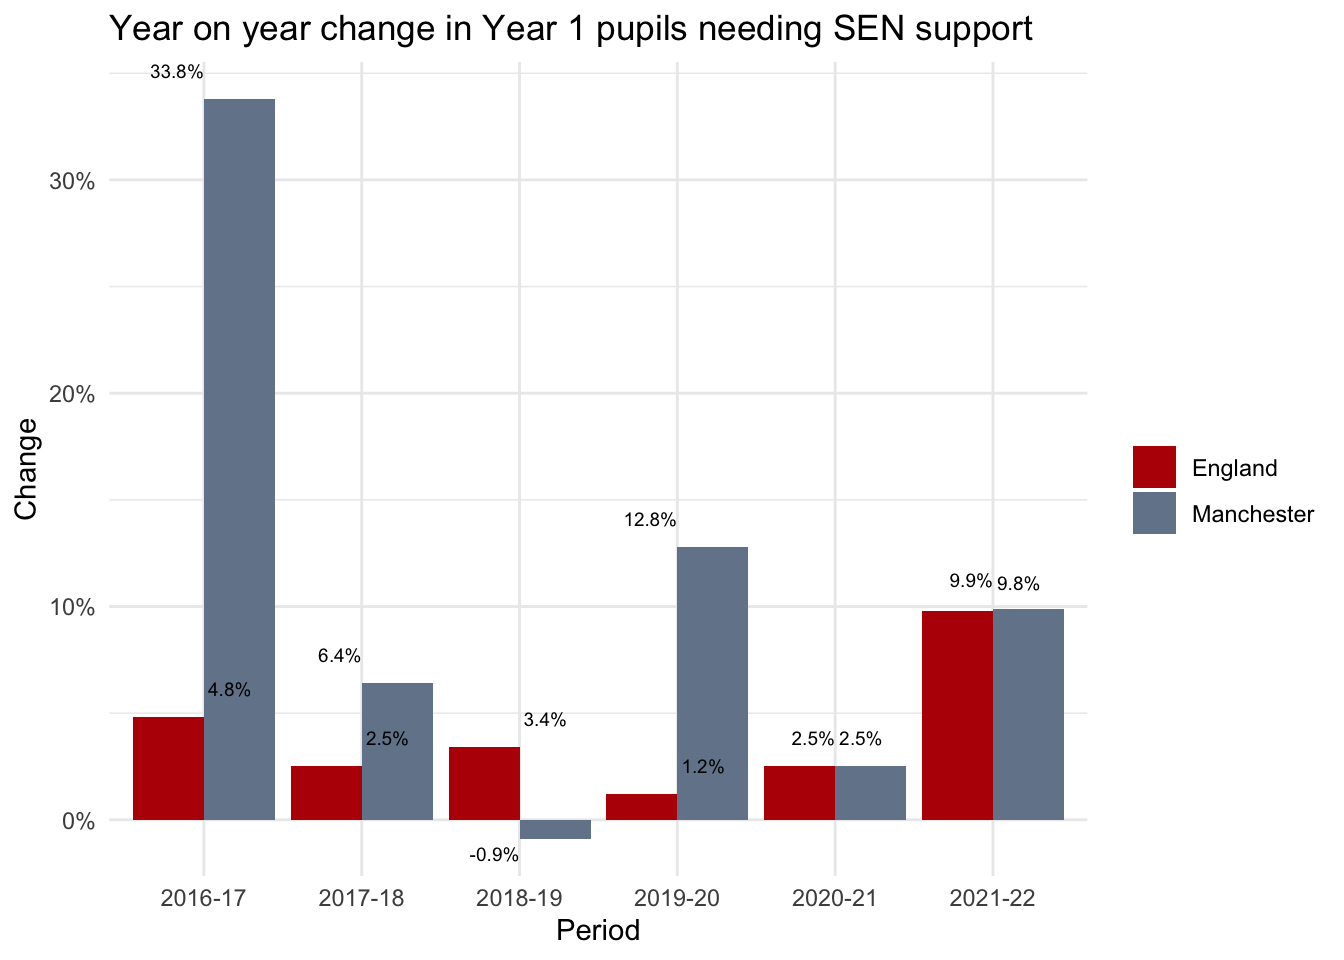 Year on year change in Year 1 pupils needing SEN support
33.8%
30%
20%
Change
England
Manchester
12.8%
10%
9.9% 9.8%
6.4%
4.8%
3.4%
2.5%
2.5% 2.5%
1.2%
0%
-0.9%
2016-17 2017-18 2018-19 2019-20 2020-21 2021-22
Period